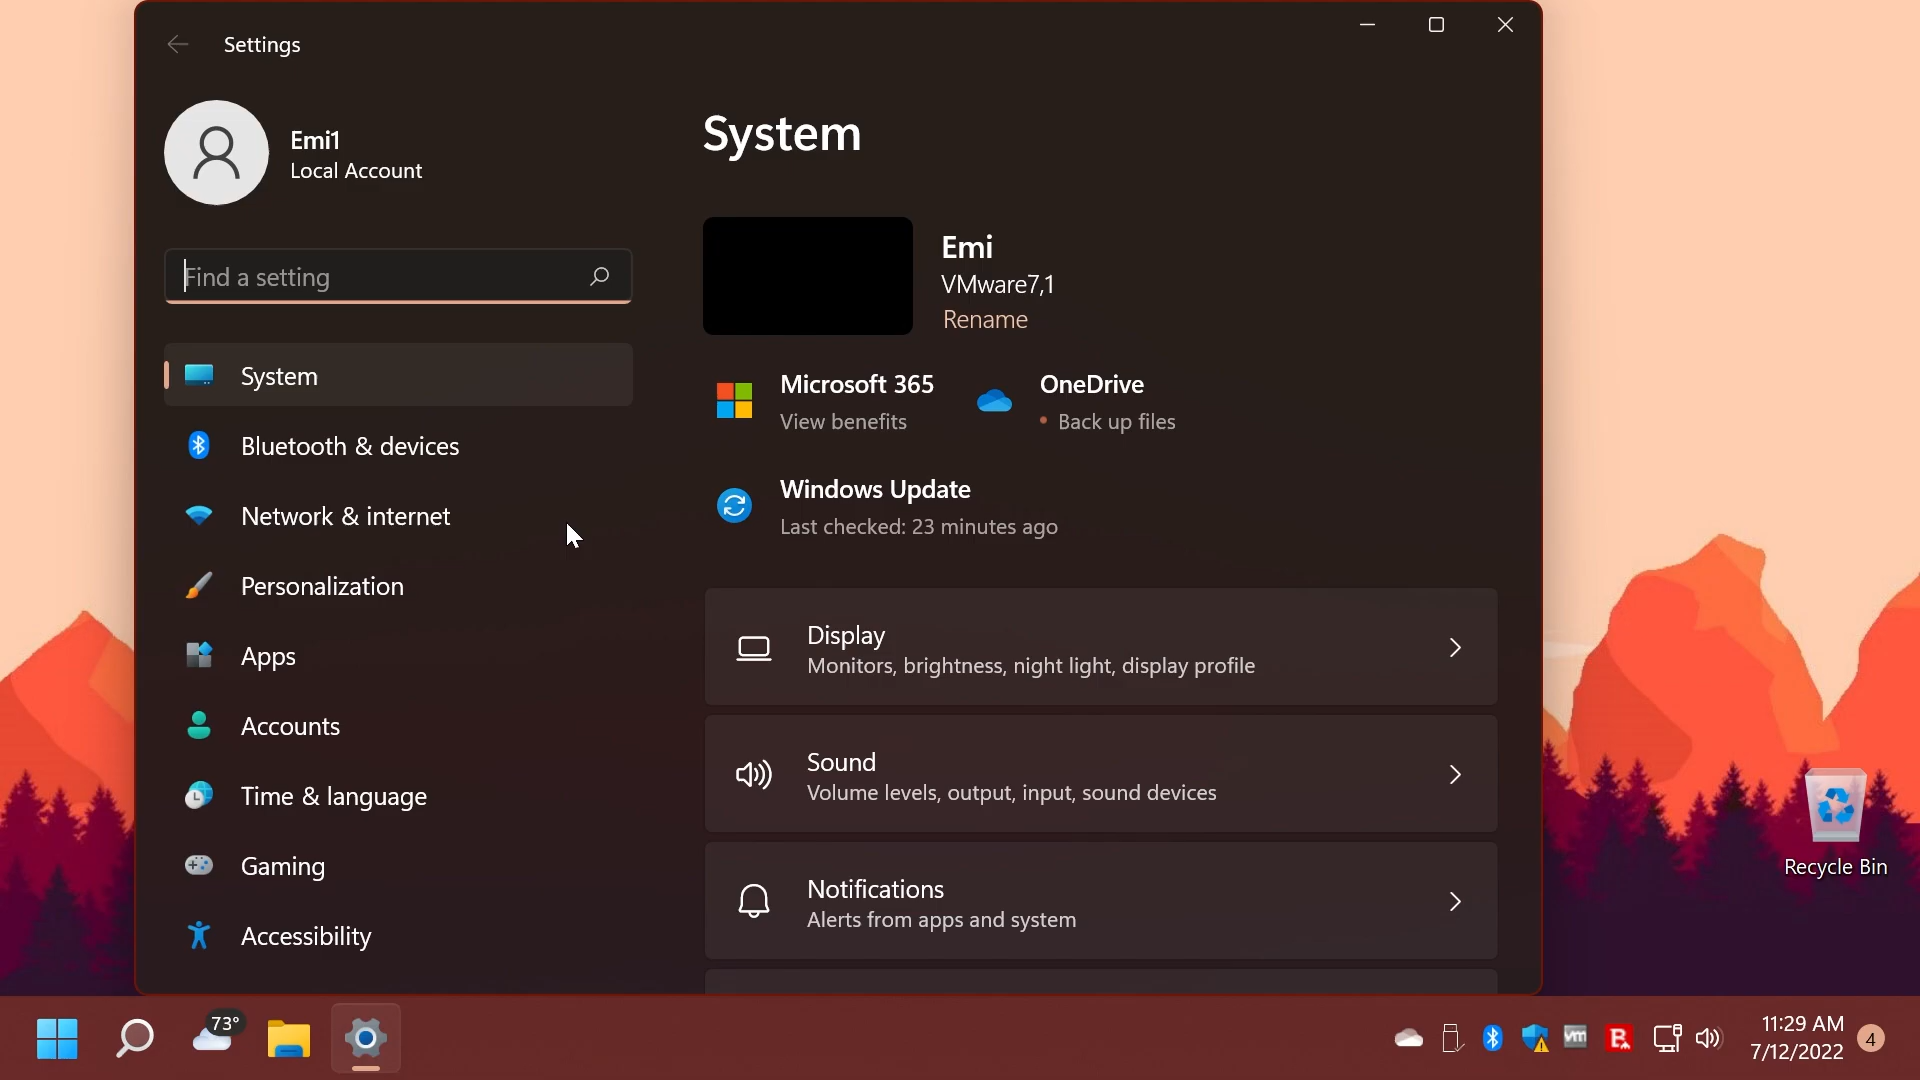 Settings
Emi1
Local Account
Find a setting
System
Bluetooth & devices
Network & internet
Personalization
Apps
Accounts
Time & language
Gaming
Accessibility
System
Emi
VMware7,1
Rename
Microsoft 365
View benefits
OneDrive
• Back up files
Windows Update
Last checked: 23 minutes ago
Display
Monitors, brightness, night light, display profile
Sound
Volume levels, output, input, sound devices
Notifications
Alerts from apps and system
Recycle Bin
73°
vm
B
11:29 AM
7/12/2022
4